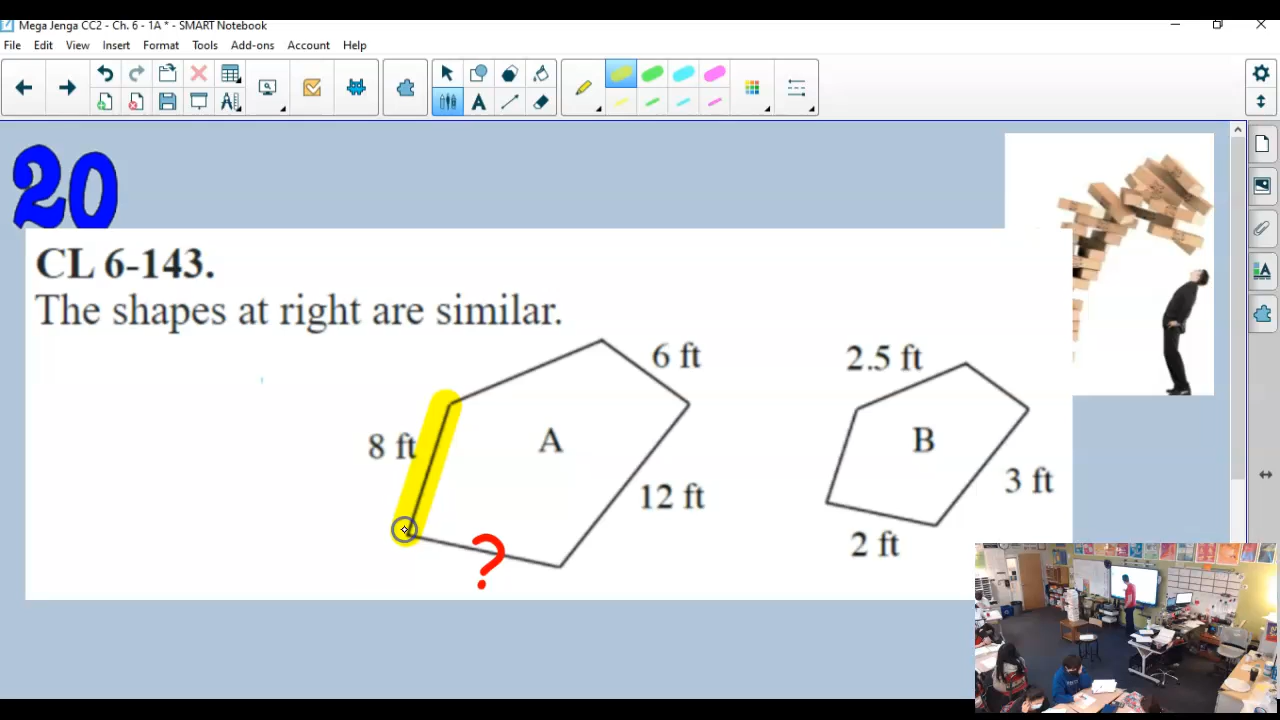 Mega Jenga CC2 - Ch. 6 - 1A * - SMART Notebook
File Edit View Insert Format Tools Add-ons Account Help
20
CL 6-143.
The shapes at right are similar.
6 ft
2.5 ft
8 ft
A
B
12 ft
3 ft
2 ft
?